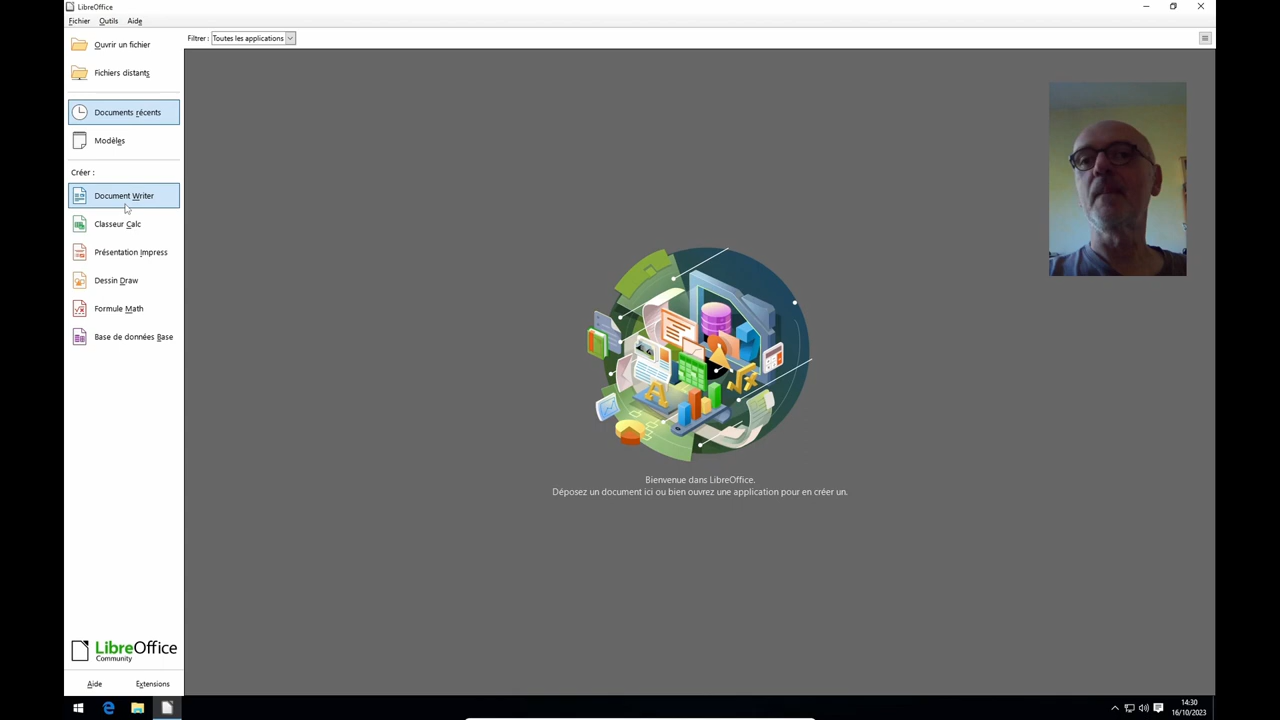 LibreOffice
Fichier Outils Aide
Ouvrir un fichier
Fichiers distants
Documents récents
Modèles
Créer :
Document Writer
Classeur Calc
Présentation Impress
Dessin Draw
Formule Math
Base de données Base
LibreOffice
Community
Aide Extensions
Filtrer : Toutes les applications
Bienvenue dans LibreOffice.
Déposez un document ici ou bien ouvrez une application pour en créer un.
14:30
16/10/2023